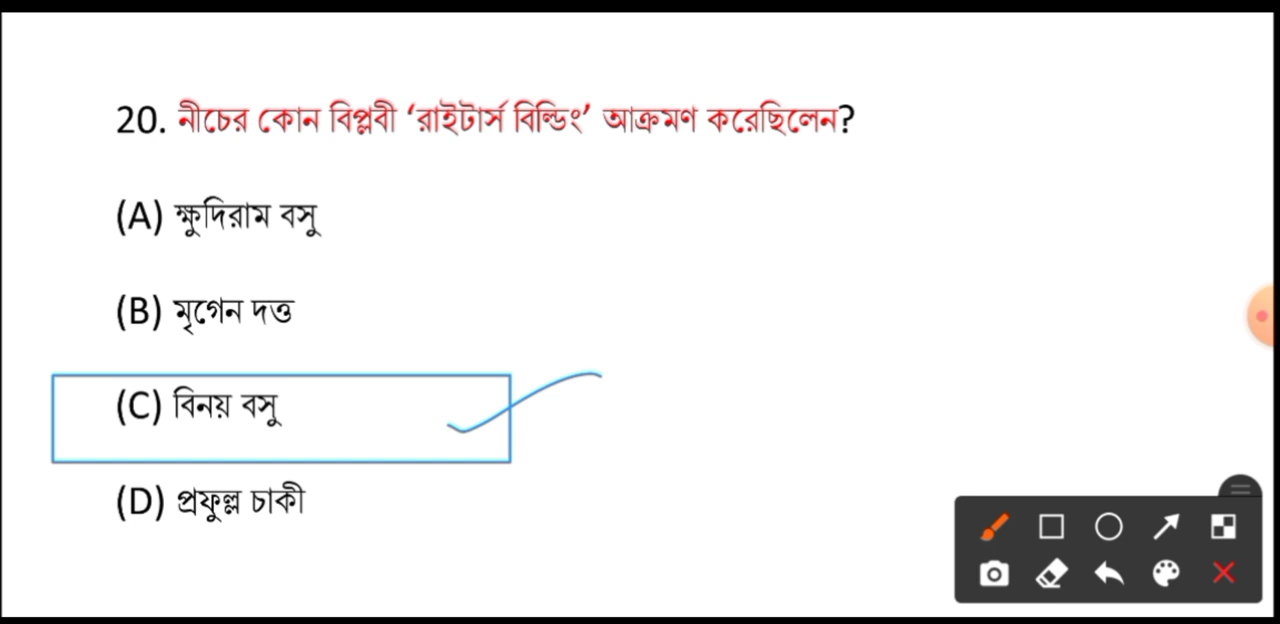 20. নীচের কোন বিপ্লবী ‘রাইটার্স বিল্ডিং’ আক্রমণ করেছিলেন?
(A) ক্ষুদিরাম বসু
(B) মৃগেন দত্ত
(C) বিনয় বসু
(D) প্রফুল্ল চাকী